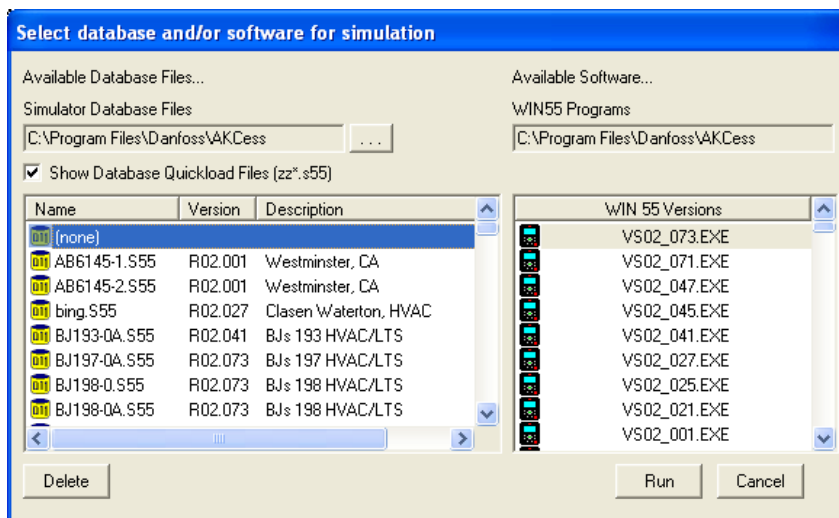 Select database and/or software for simulation
Available Database Files...
Available Software...
Simulator Database Files
WIN55 Programs
C:\Program Files\Danfoss\AKCess
. . .
C:\Program Files\Danfoss\AKCess
Show Database Quickload Files (zz*.s55)
Name Version Description
WIN 55 Versions
(none)
VS02_073.EXE
AB6145-1.S55 R02.001 Westminster, CA
VS02_071.EXE
AB6145-2.S55 R02.001 Westminster, CA
VS02_047.EXE
bing.S55 R02.027 Clasen Waterton, HVAC
VS02_045.EXE
BJ193-0A.S55 R02.041 BJs 193 HVAC/LTS
VS02_041.EXE
BJ197-0A.S55 R02.073 BJs 197 HVAC/LTS
VS02_027.EXE
BJ198-0.S55 R02.073 BJs 198 HVAC/LTS
VS02_025.EXE
BJ198-0A.S55 R02.073 BJs 198 HVAC/LTS
VS02_021.EXE
VS02_001.EXE
Delete
Run
Cancel